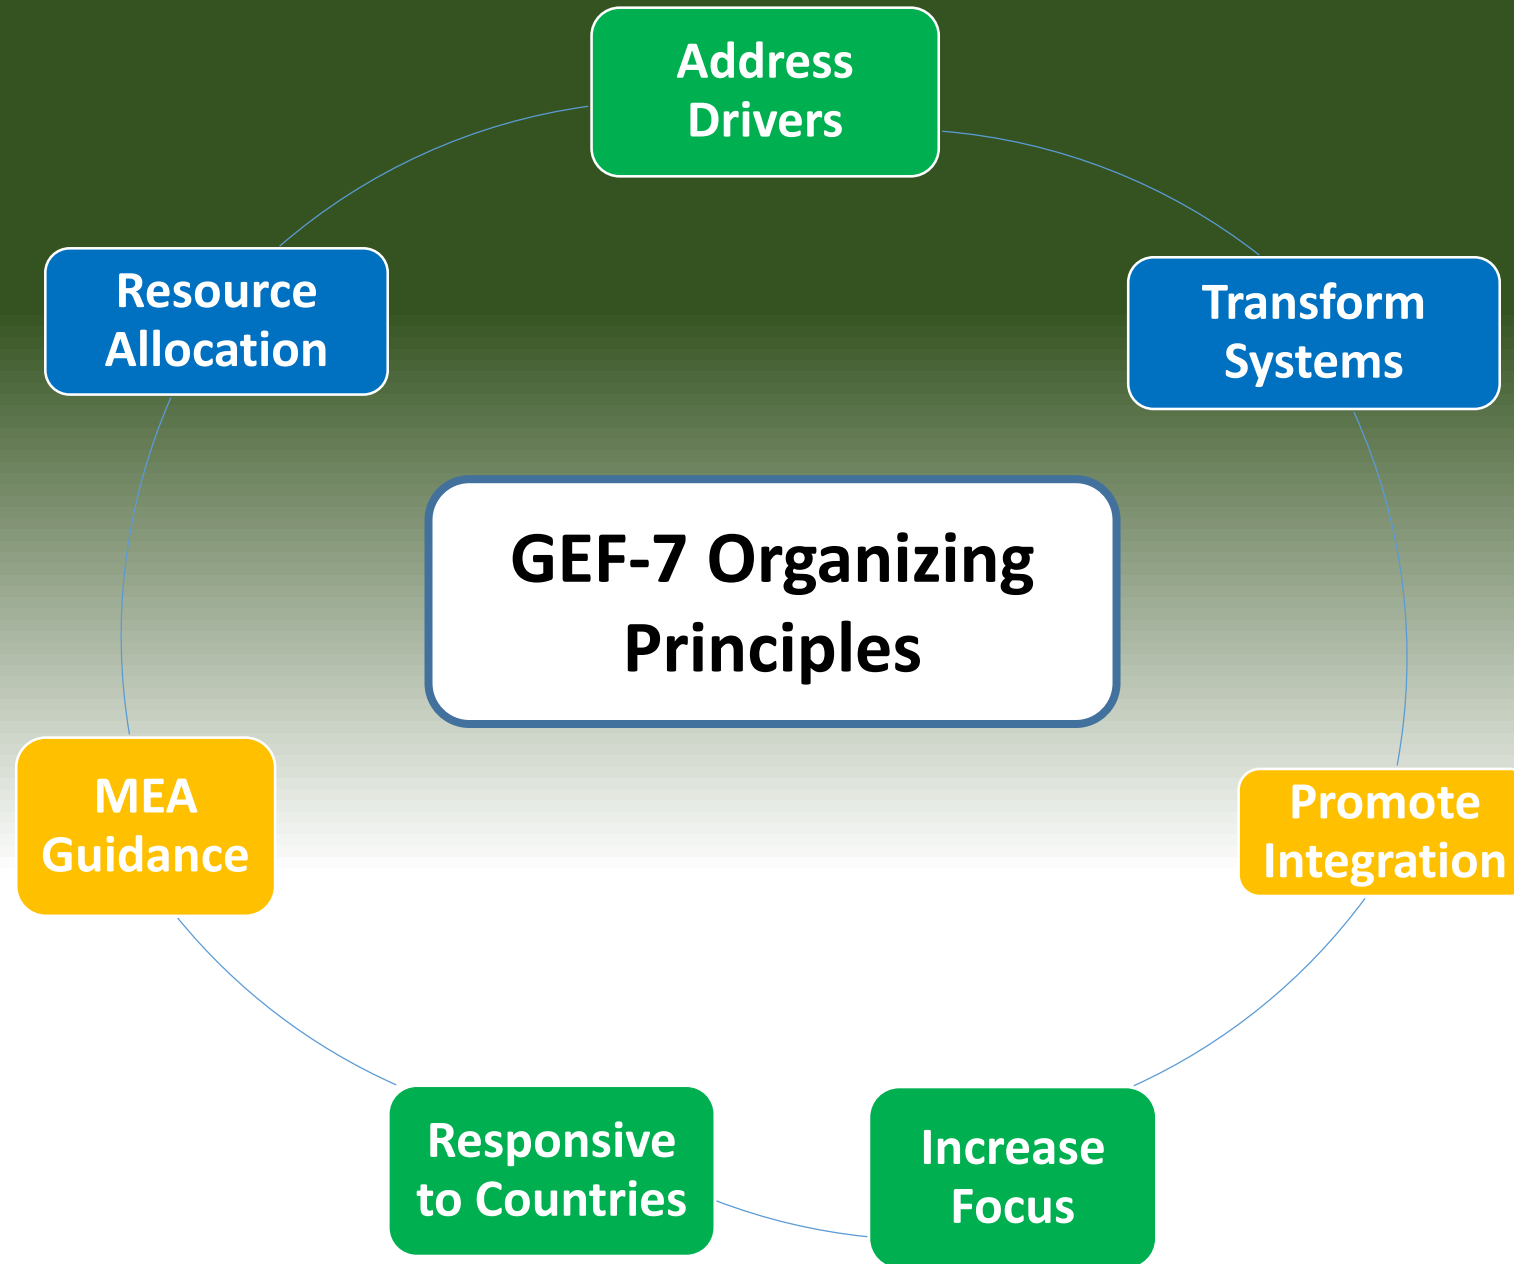 Address
Drivers
Resource
Allocation
Transform
Systems
GEF-7 Organizing
Principles
MEA
Guidance
Promote
Integration
Responsive
to Countries
Increase
Focus